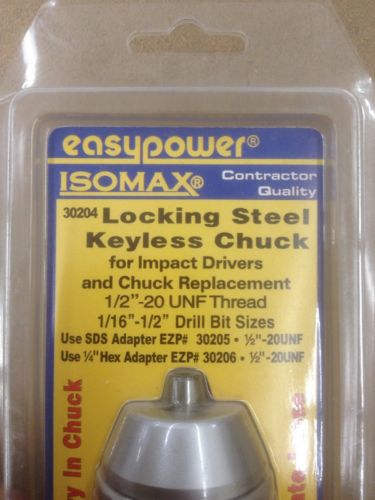 easypower®
ISOMAX®
Contractor Quality
30204 Locking Steel
Keyless Chuck
for Impact Drivers
and Chuck Replacement
1/2"-20 UNF Thread
1/16"-1/2" Drill Bit Sizes
Use SDS Adapter EZP# 30205 • ½"-20UNF
Use ¼" Hex Adapter EZP# 30206 • ½"-20UNF
In Chuck